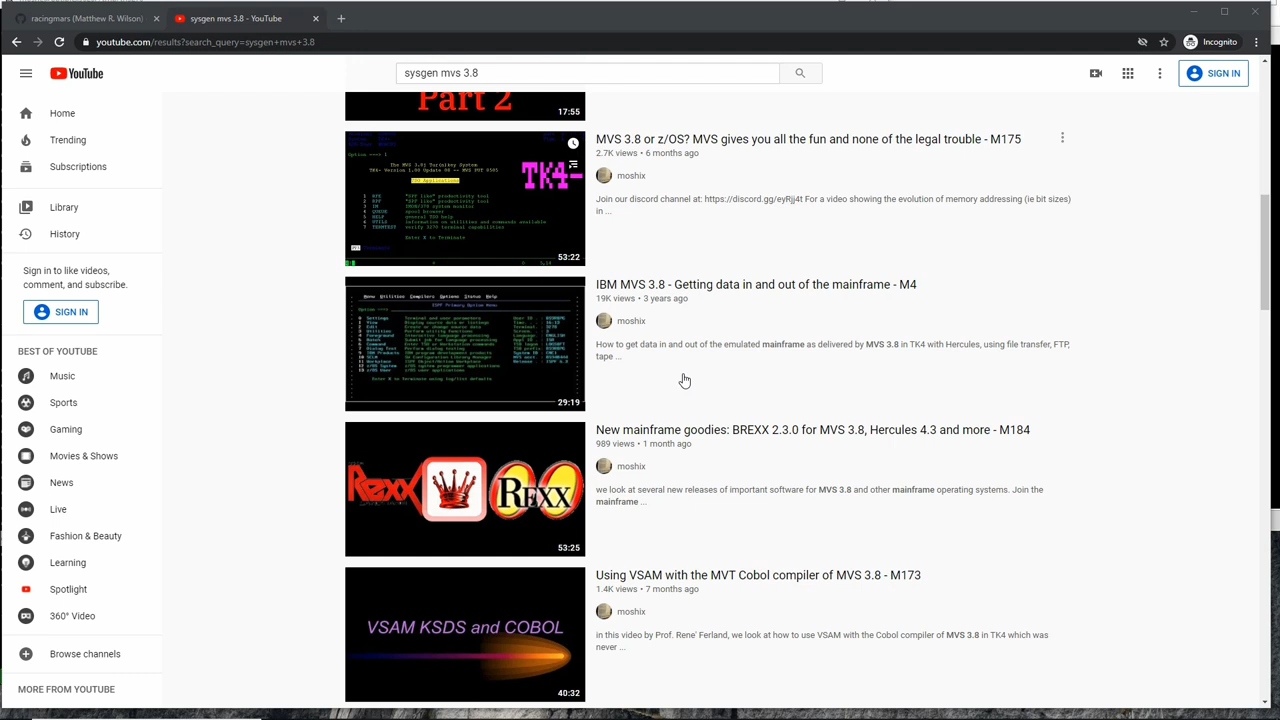 racingmars (Matthew R. Wilson)
sysgen mvs 3.8 - YouTube
youtube.com/results?search_query=sysgen+mvs+3.8
Incognito
YouTube
sysgen mvs 3.8
SIGN IN
Home
Trending
Subscriptions
Library
History
Sign in to like videos,
comment, and subscribe.
SIGN IN
BEST OF YOUTUBE
Music
Sports
Gaming
Movies & Shows
News
Live
Fashion & Beauty
Learning
Spotlight
360° Video
Browse channels
MORE FROM YOUTUBE
Part 2
17:55
TK4-
53:22
MVS 3.8 or z/OS? MVS gives you all the fun and none of the legal trouble - M175
2.7K views • 6 months ago
moshix
Join our discord channel at: https://discord.gg/eyRjj4t For a video showing the evolution of memory addressing (ie bit sizes)
in ...
29:19
IBM MVS 3.8 - Getting data in and out of the mainframe - M4
19K views • 3 years ago
moshix
How to get data in and out of the emulated mainframe as delivered by MVS 3.8 in TK4 with Hercules, using file transfer, FTP,
tape ...
Rexx
Rexx
53:25
New mainframe goodies: BREXX 2.3.0 for MVS 3.8, Hercules 4.3 and more - M184
989 views • 1 month ago
moshix
we look at several new releases of important software for MVS 3.8 and other mainframe operating systems. Join the
mainframe ...
VSAM KSDS and COBOL
40:32
Using VSAM with the MVT Cobol compiler of MVS 3.8 - M173
1.4K views • 7 months ago
moshix
in this video by Prof. Rene' Ferland, we look at how to use VSAM with the Cobol compiler of MVS 3.8 in TK4 which was
never ...